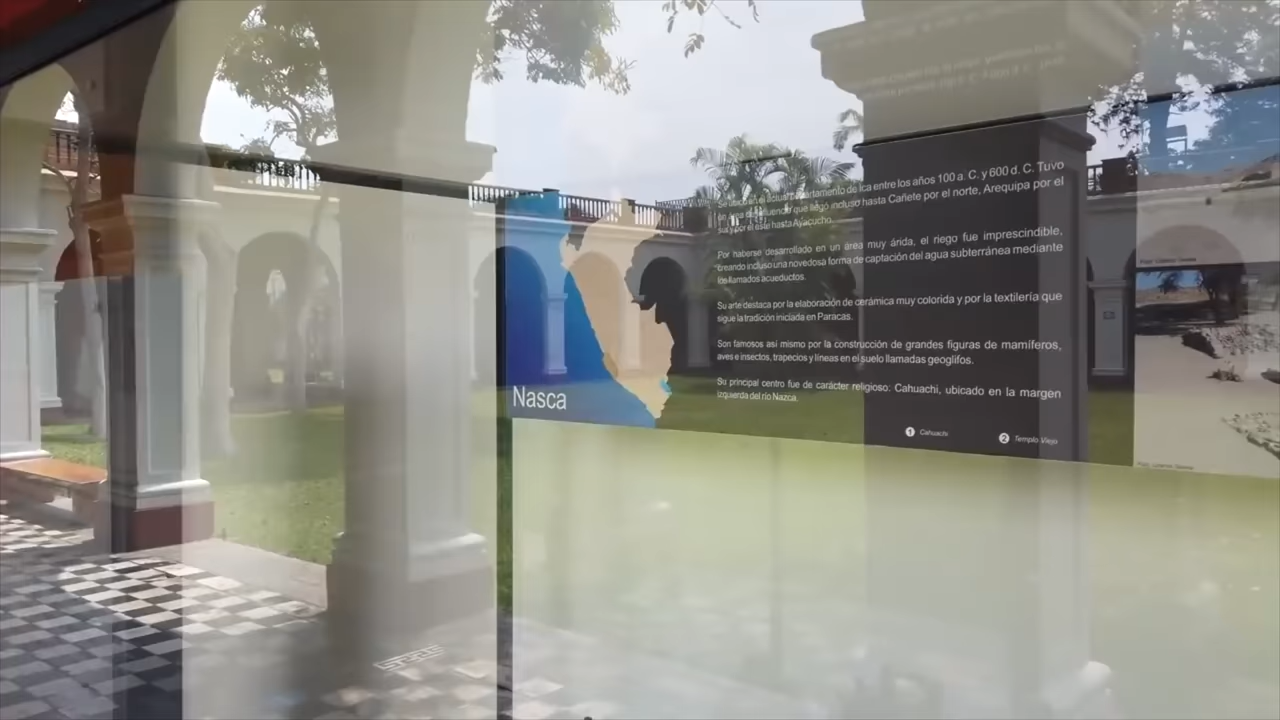 Nasca
Se ubicó en el actual departamento de Ica entre los años 100 a. C. y 600 d. C. Tuvo
un área de influencia que llegó incluso hasta Cañete por el norte, Arequipa por el
sur y por el este hasta Ayacucho.
Por haberse desarrollado en un área muy árida, el riego fue imprescindible,
creando incluso una novedosa forma de captación del agua subterránea mediante
los llamados acueductos.
Su arte destaca por la elaboración de cerámica muy colorida y por la textilería que
sigue la tradición iniciada en Paracas.
Son famosos así mismo por la construcción de grandes figuras de mamíferos,
aves e insectos, trapecios y líneas en el suelo llamadas geoglifos.
Su principal centro fue de carácter religioso: Cahuachi, ubicado en la margen
izquierda del río Nazca.
1 Cahuachi
2 Templo Viejo